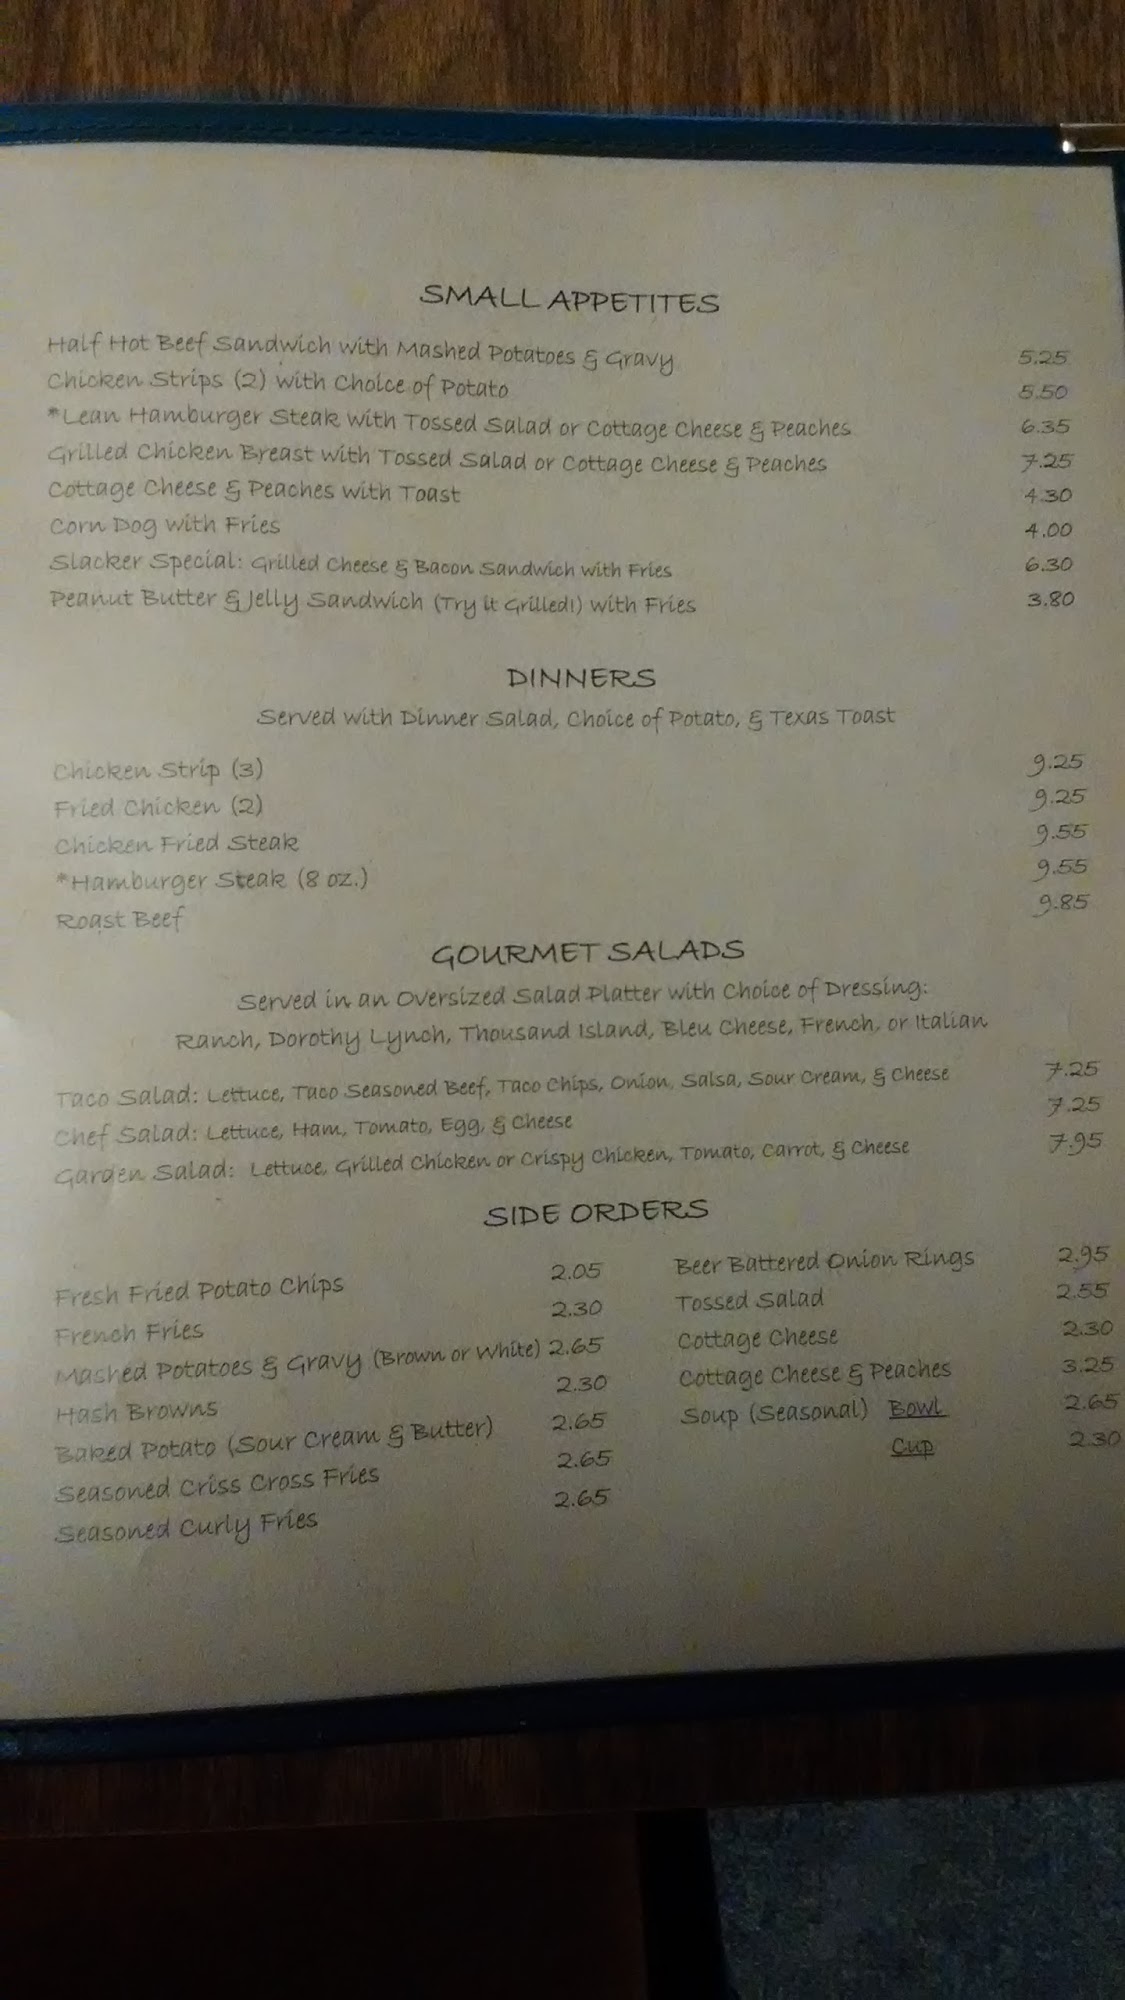 SMALL APPETITES
Half Hot Beef Sandwich with Mashed Potatoes & Gravy 5.25
Chicken Strips (2) with Choice of Potato 5.50
*Lean Hamburger Steak with Tossed Salad or Cottage Cheese & Peaches 6.35
Grilled Chicken Breast with Tossed Salad or Cottage Cheese & Peaches 7.25
Cottage Cheese & Peaches with Toast 4.30
Corn Dog with Fries 4.00
Slacker Special: Grilled Cheese & Bacon Sandwich with Fries 6.30
Peanut Butter & Jelly Sandwich (Try it Grilled!) with Fries 3.80
DINNERS
Served with Dinner Salad, Choice of Potato, & Texas Toast
Chicken Strip (3) 9.25
Fried Chicken (2) 9.25
Chicken Fried Steak 9.55
*Hamburger Steak (8 oz.) 9.55
Roast Beef 9.85
GOURMET SALADS
Served in an Oversized Salad Platter with Choice of Dressing:
Ranch, Dorothy Lynch, Thousand Island, Bleu Cheese, French, or Italian
Taco Salad: Lettuce, Taco Seasoned Beef, Taco Chips, Onion, Salsa, Sour Cream, & Cheese 7.25
Chef Salad: Lettuce, Ham, Tomato, Egg, & Cheese 7.25
Garden Salad: Lettuce, Grilled Chicken or Crispy Chicken, Tomato, Carrot, & Cheese 7.95
SIDE ORDERS
Fresh Fried Potato Chips 2.05
French Fries 2.30
Mashed Potatoes & Gravy (Brown or White) 2.65
Hash Browns 2.30
Baked Potato (Sour Cream & Butter) 2.65
Seasoned Criss Cross Fries 2.65
Seasoned Curly Fries 2.65
Beer Battered Onion Rings 2.95
Tossed Salad 2.55
Cottage Cheese 2.30
Cottage Cheese & Peaches 3.25
Soup (Seasonal) Bowl 2.65
Cup 2.30